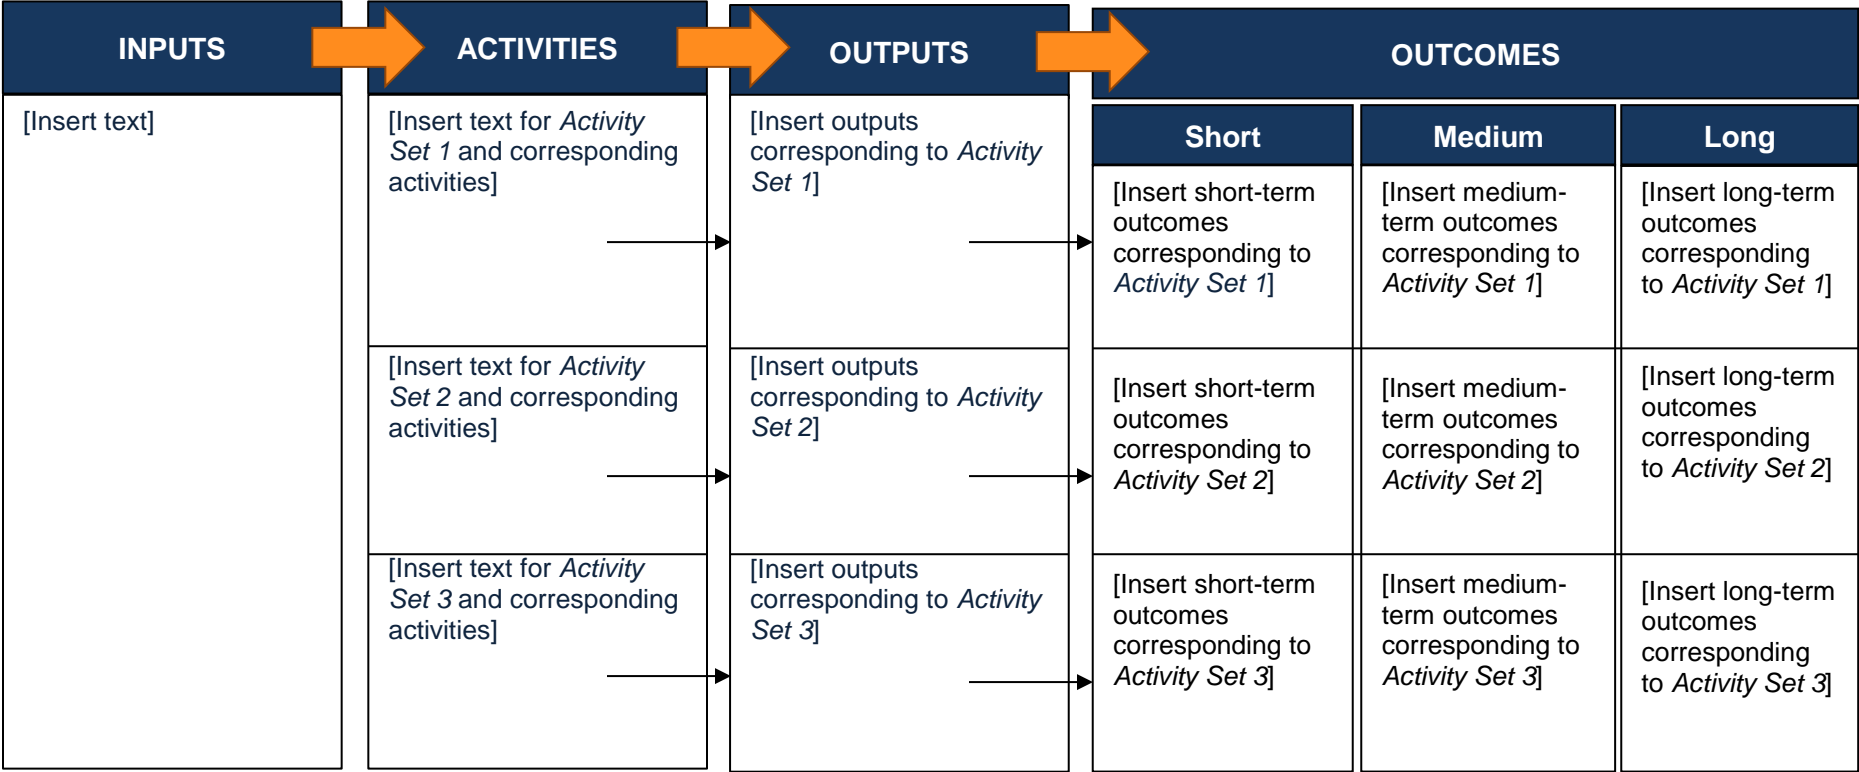 INPUTS
ACTIVITIES
OUTPUTS
OUTCOMES
[Insert text]
[Insert text for Activity
Set 1 and corresponding
activities]
[Insert outputs
corresponding to Activity
Set 1]
Short
Medium
Long
[Insert short-term
outcomes
corresponding to
Activity Set 1]
[Insert medium-
term outcomes
corresponding to
Activity Set 1]
[Insert long-term
outcomes
corresponding
to Activity Set 1]
[Insert text for Activity
Set 2 and corresponding
activities]
[Insert outputs
corresponding to Activity
Set 2]
[Insert short-term
outcomes
corresponding to
Activity Set 2]
[Insert medium-
term outcomes
corresponding to
Activity Set 2]
[Insert long-term
outcomes
corresponding
to Activity Set 2]
[Insert text for Activity
Set 3 and corresponding
activities]
[Insert outputs
corresponding to Activity
Set 3]
[Insert short-term
outcomes
corresponding to
Activity Set 3]
[Insert medium-
term outcomes
corresponding to
Activity Set 3]
[Insert long-term
outcomes
corresponding
to Activity Set 3]